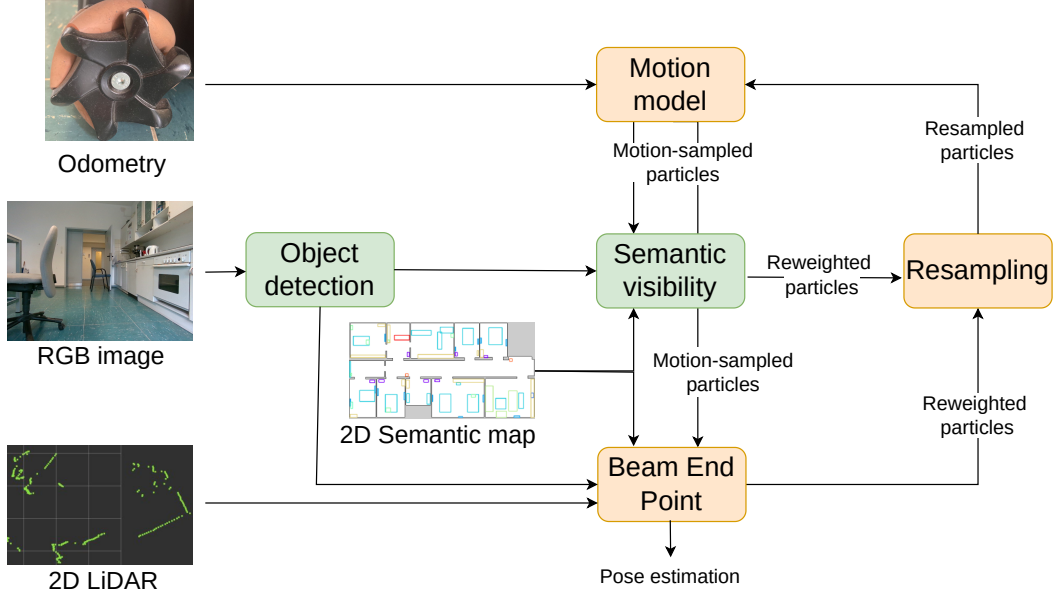 Motion
model
Odometry
Motion-sampled
particles
Resampled
particles
Object
detection
Semantic
visibility
Reweighted
particles
Resampling
RGB image
2D Semantic map
Motion-sampled
particles
Reweighted
particles
Beam End
Point
2D LiDAR
Pose estimation